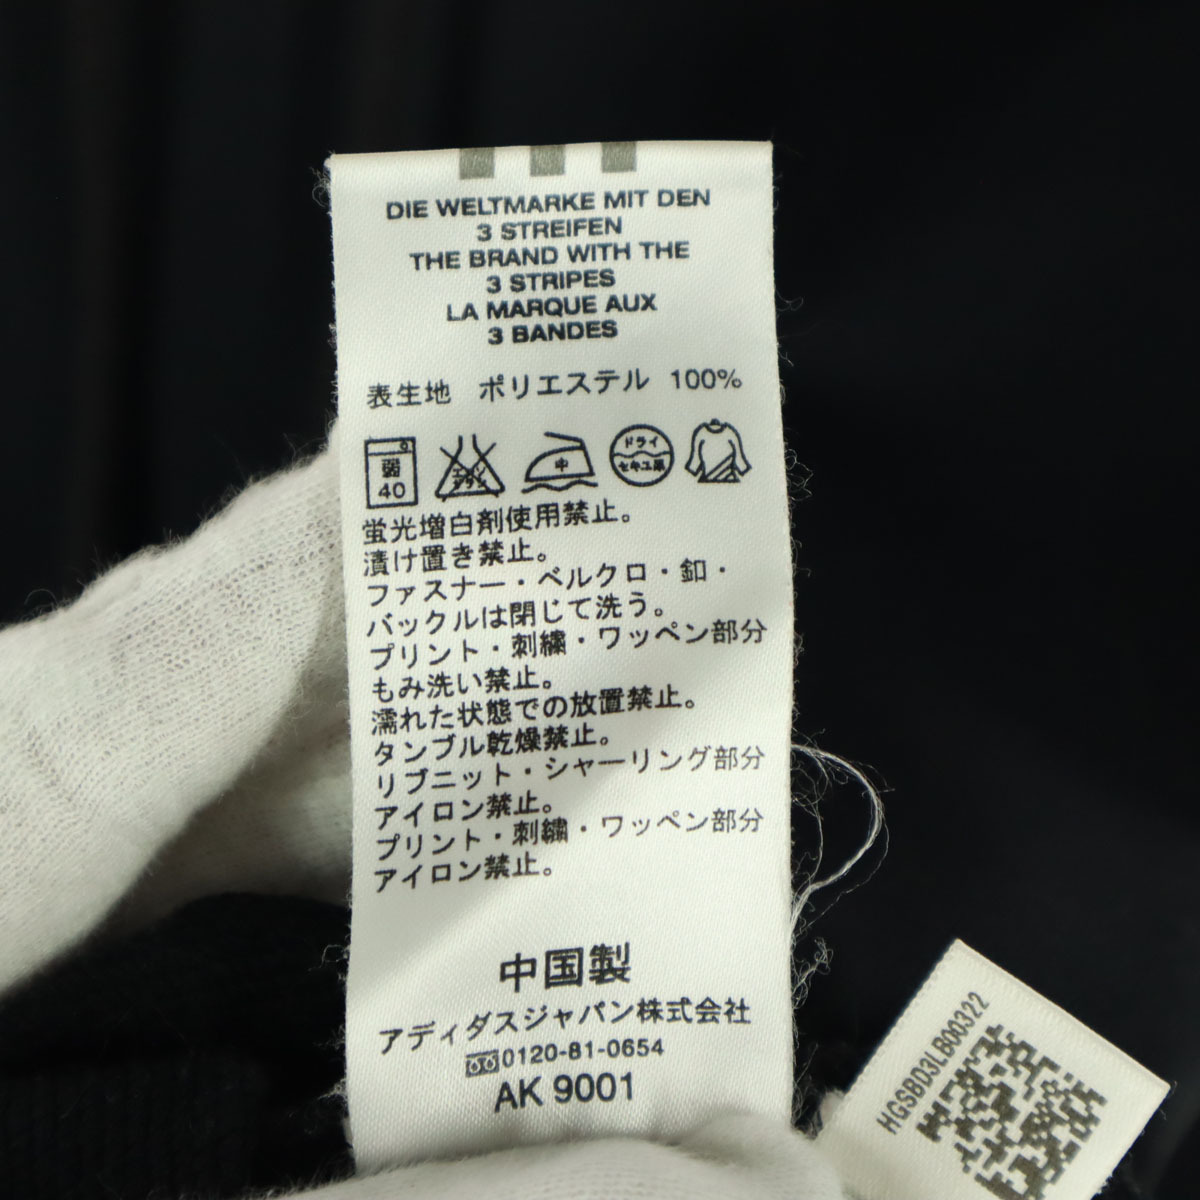 DIE WELTMARKE MIT DEN
3 STREIFEN
THE BRAND WITH THE
3 STRIPES
LA MARQUE AUX
3 BANDES
表生地 ポリエステル 100%
弱
40
エンソ
サラシ
中
ドライ
セキユ系
蛍光増白剤使用禁止。
漬け置き禁止。
ファスナー・ベルクロ・釦・
バックルは閉じて洗う。
プリント・刺繍・ワッペン部分
もみ洗い禁止。
濡れた状態での放置禁止。
タンブル乾燥禁止。
リブニット・シャーリング部分
アイロン禁止。
プリント・刺繍・ワッペン部分
アイロン禁止。
中国製
アディダスジャパン株式会社
0120-81-0654
AK 9001
HGSBD3LB00322